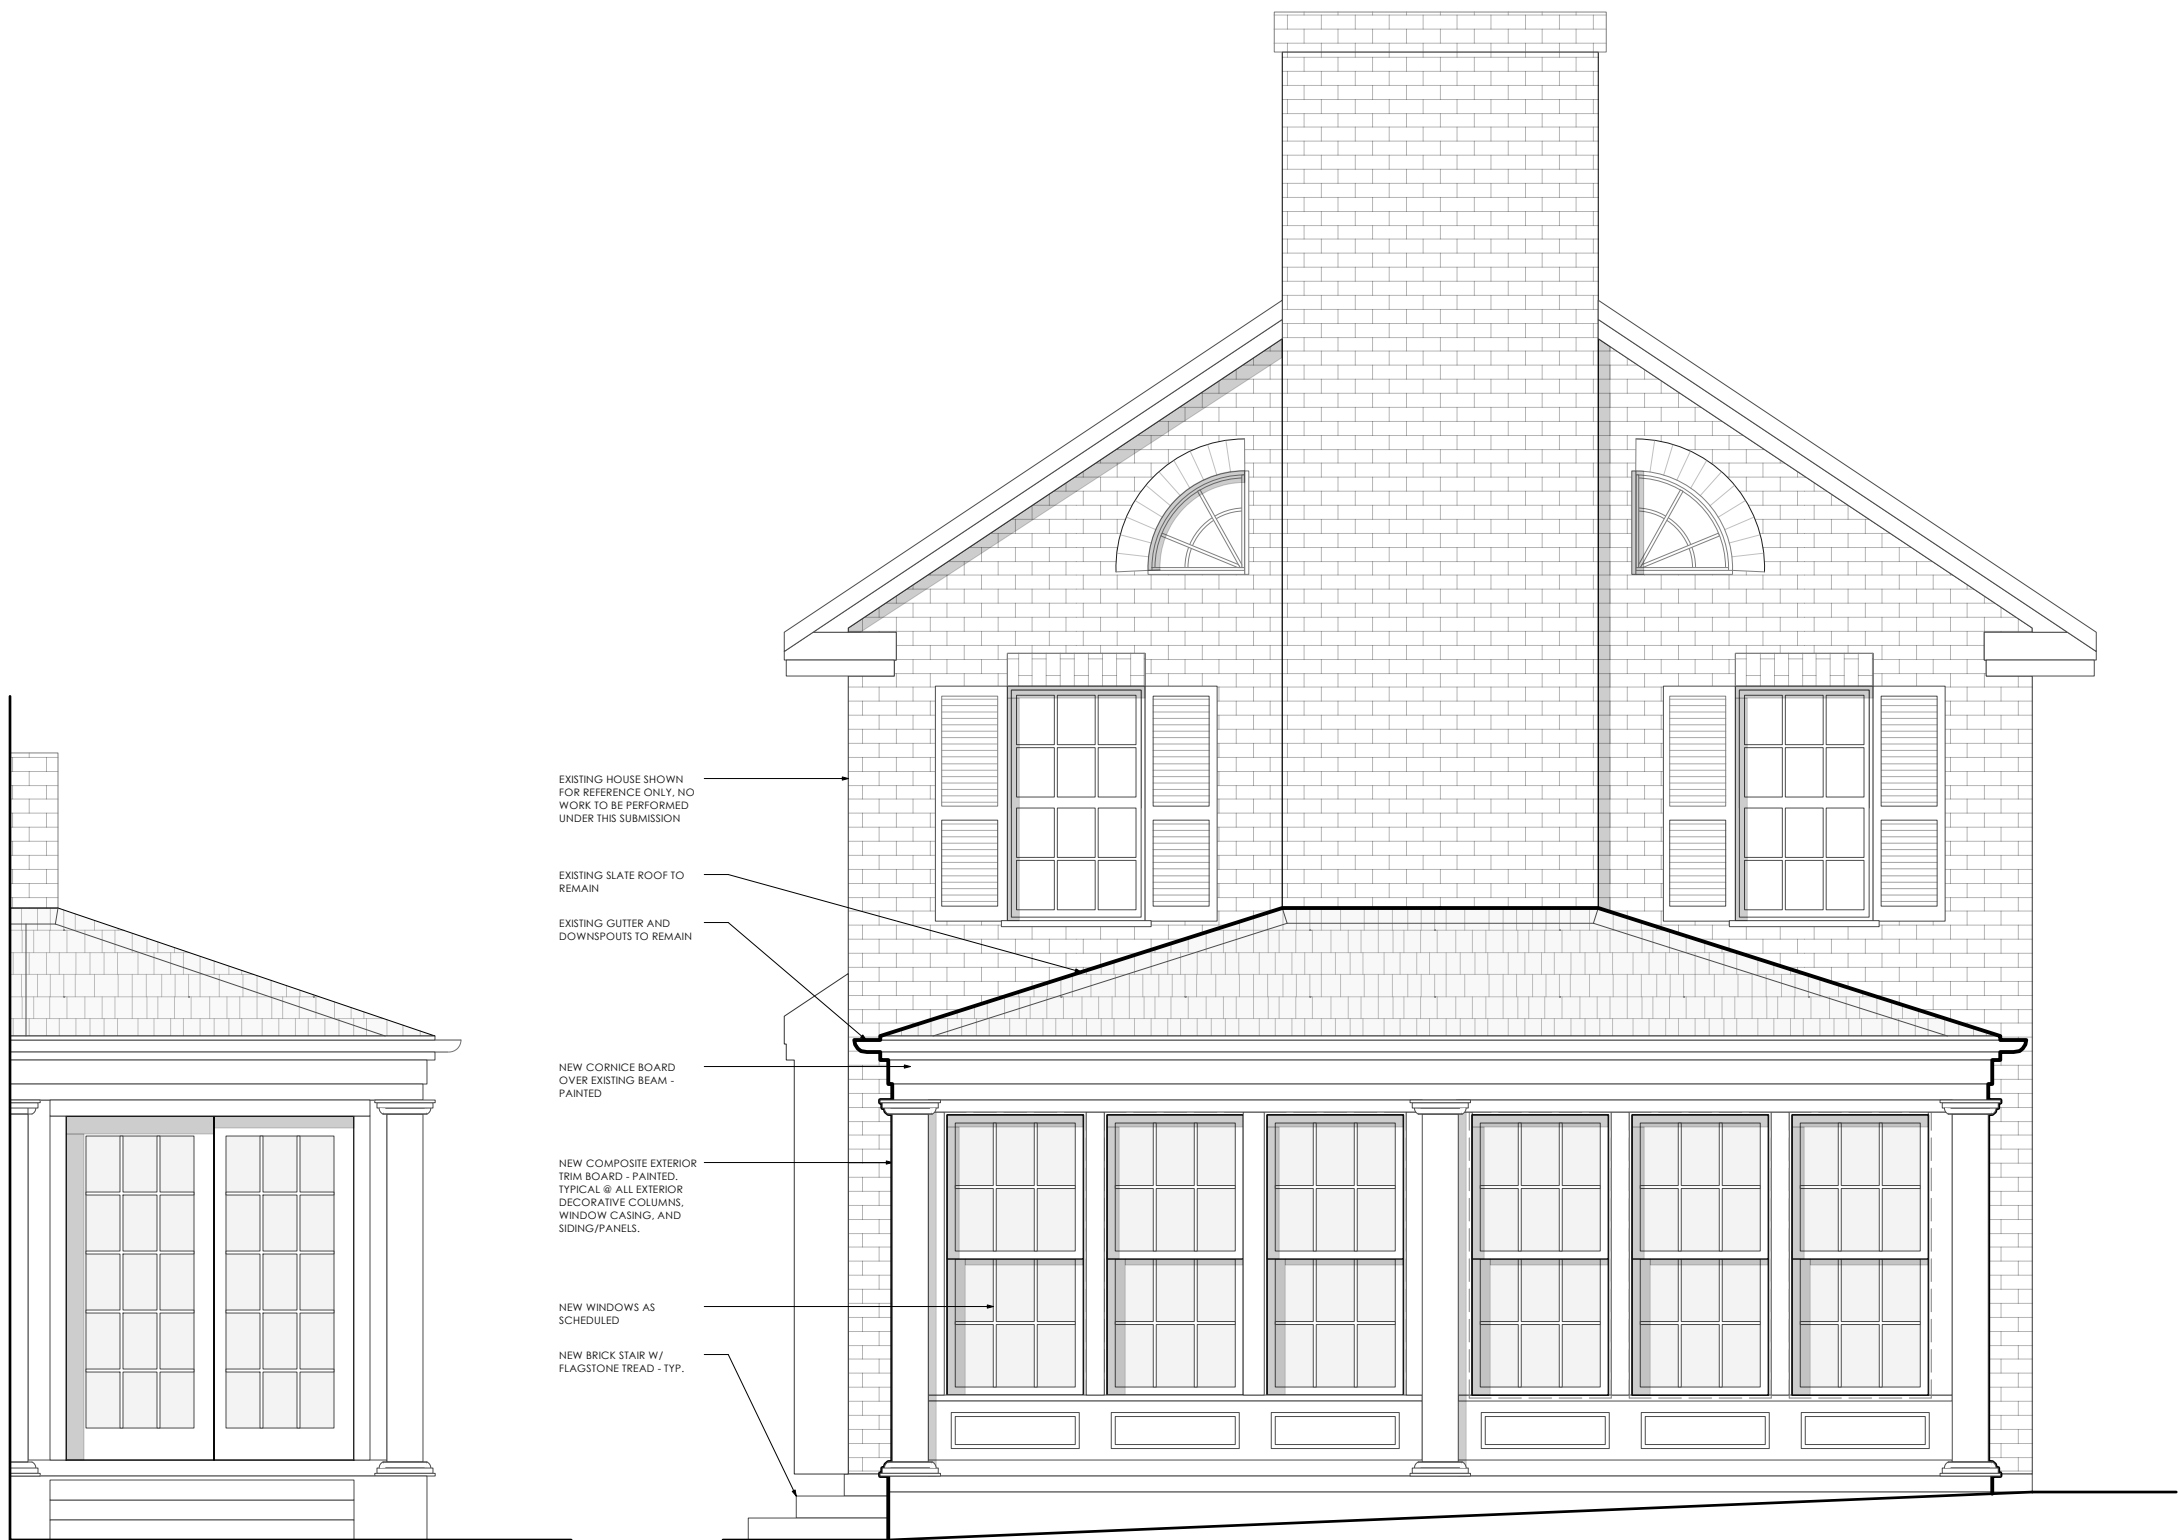 EXISTING HOUSE SHOWN
FOR REFERENCE ONLY, NO
WORK TO BE PERFORMED
UNDER THIS SUBMISSION
EXISTING SLATE ROOF TO
REMAIN
EXISTING GUTTER AND
DOWNSPOUTS TO REMAIN
NEW CORNICE BOARD
OVER EXISTING BEAM -
PAINTED
NEW COMPOSITE EXTERIOR
TRIM BOARD - PAINTED.
TYPICAL @ ALL EXTERIOR
DECORATIVE COLUMNS,
WINDOW CASING, AND
SIDING/PANELS.
NEW WINDOWS AS
SCHEDULED
NEW BRICK STAIR W/
FLAGSTONE TREAD - TYP.